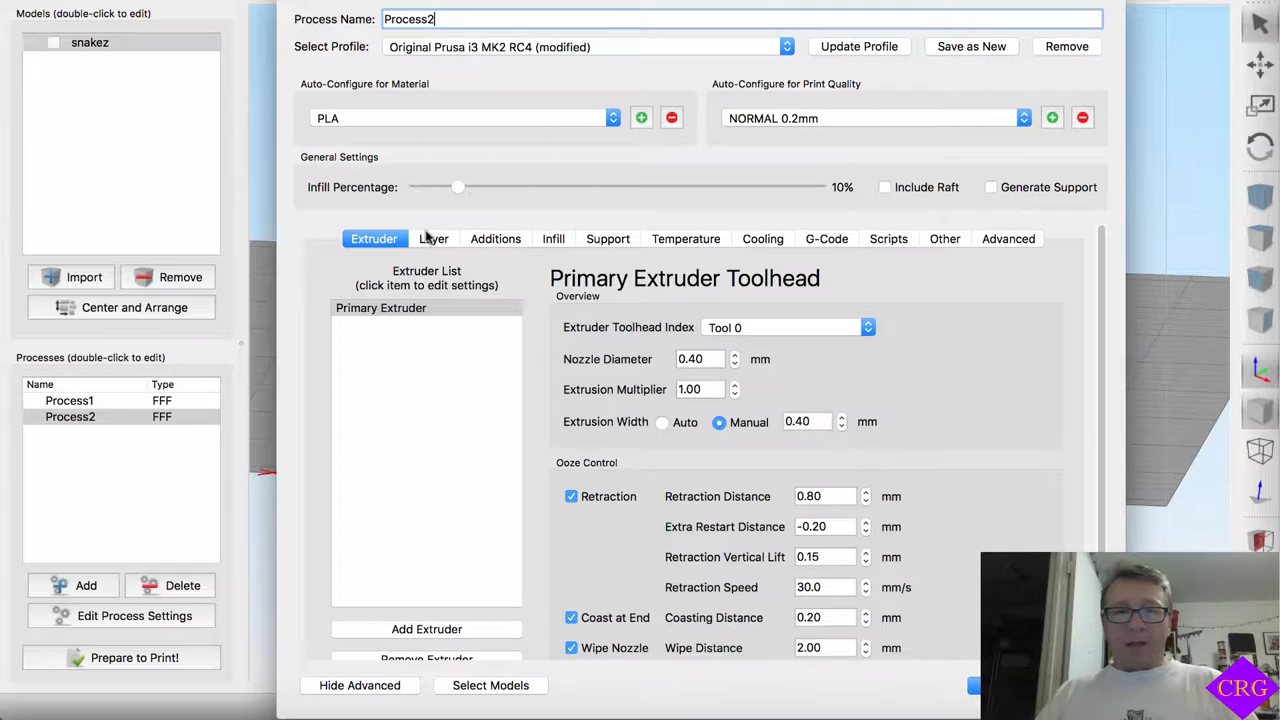 Models (double-click to edit)
snakez
Import
Remove
Center and Arrange
Processes (double-click to edit)
Name Type
Process1 FFF
Process2 FFF
Add
Delete
Edit Process Settings
Prepare to Print!
Process Name: Process2
Select Profile: Original Prusa i3 MK2 RC4 (modified) Update Profile Save as New Remove
Auto-Configure for Material
PLA
Auto-Configure for Print Quality
NORMAL 0.2mm
General Settings
Infill Percentage: 10% Include Raft Generate Support
Extruder Layer Additions Infill Support Temperature Cooling G-Code Scripts Other Advanced
Extruder List
(click item to edit settings)
Primary Extruder
Add Extruder
Remove Extruder
Primary Extruder Toolhead
Overview
Extruder Toolhead Index Tool 0
Nozzle Diameter 0.40 mm
Extrusion Multiplier 1.00
Extrusion Width Auto Manual 0.40 mm
Ooze Control
Retraction Retraction Distance 0.80 mm
Extra Restart Distance -0.20 mm
Retraction Vertical Lift 0.15 mm
Retraction Speed 30.0 mm/s
Coast at End Coasting Distance 0.20 mm
Wipe Nozzle Wipe Distance 2.00 mm
Hide Advanced
Select Models
CRG